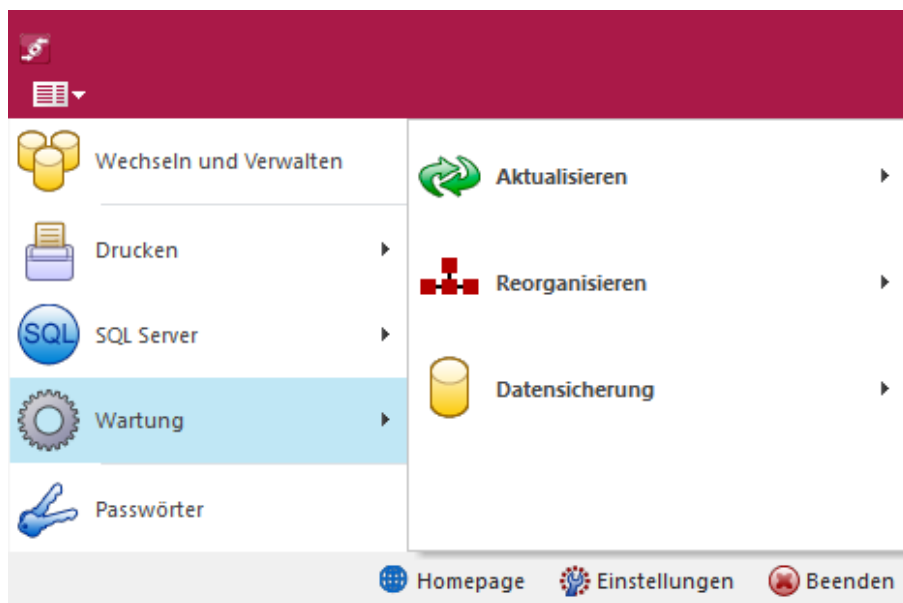 Wechseln und Verwalten
Drucken
SQL
SQL Server
Wartung
Passwörter
Aktualisieren
Reorganisieren
Datensicherung
Homepage
Einstellungen
Beenden